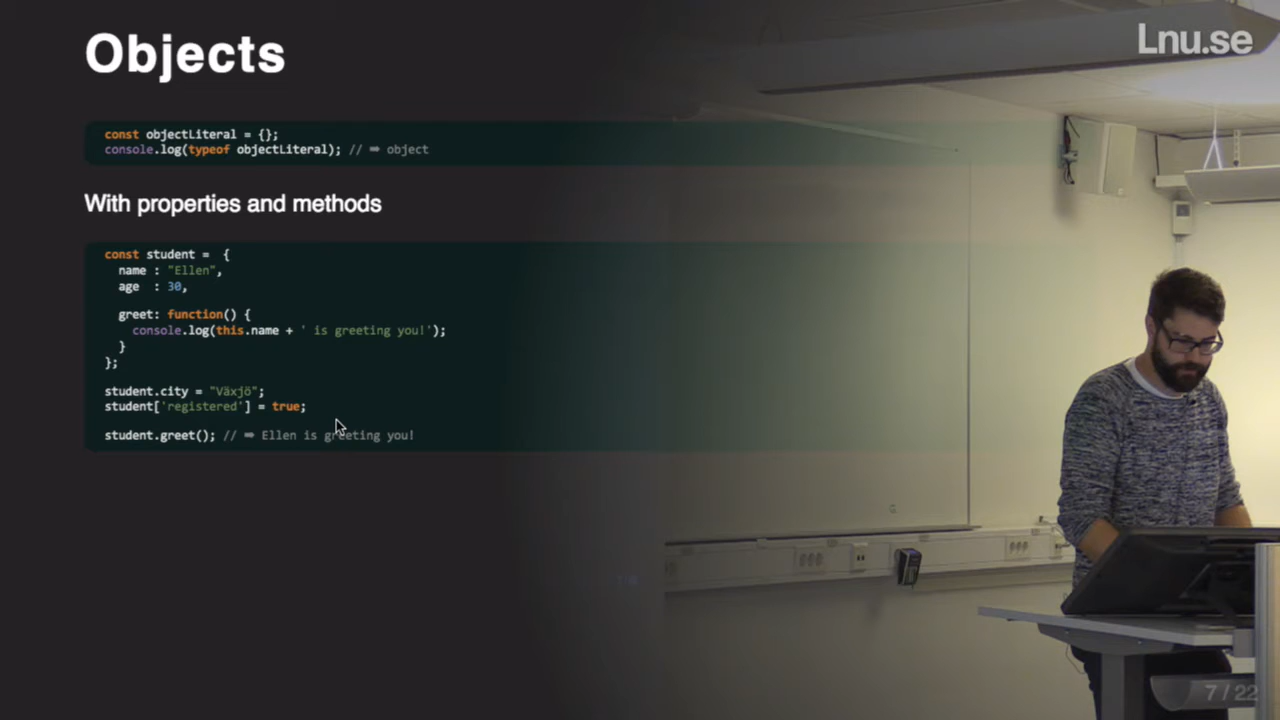 Objects
Lnu.se
const objectLiteral = {};
console.log(typeof objectLiteral); // ➡ object
With properties and methods
const student =  {
  name : "Ellen",
  age  : 30,
  greet: function() {
    console.log(this.name + ' is greeting you!');
  }
};
student.city = "Växjö";
student['registered'] = true;
student.greet(); // ➡ Ellen is greeting you!
7 / 22